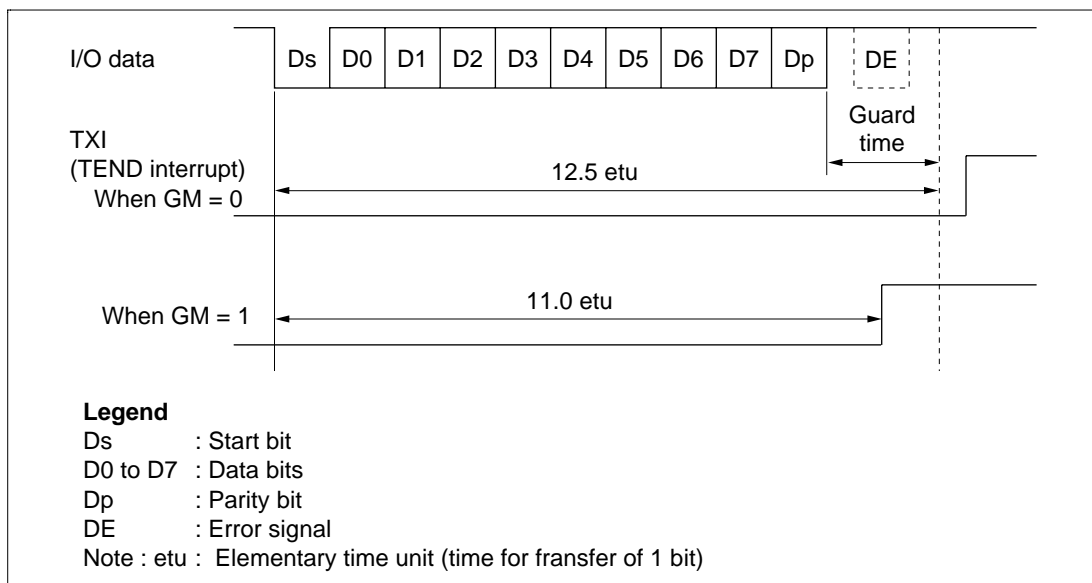 I/O data
Ds D0 D1 D2 D3 D4 D5 D6 D7 Dp DE
Guard
time
TXI
(TEND interrupt)
12.5 etu
When GM = 0
11.0 etu
When GM = 1
Legend
Ds : Start bit
D0 to D7 : Data bits
Dp : Parity bit
DE : Error signal
Note : etu : Elementary time unit (time for fransfer of 1 bit)